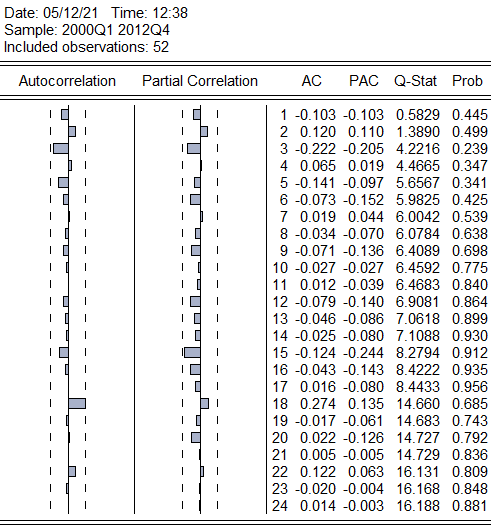 Date: 05/12/21 Time: 12:38
Sample: 2000Q1 2012Q4
Included observations: 52
Autocorrelation Partial Correlation AC PAC Q-Stat Prob
1 -0.103 -0.103 0.5829 0.445
2 0.120 0.110 1.3890 0.499
3 -0.222 -0.205 4.2216 0.239
4 0.065 0.019 4.4665 0.347
5 -0.141 -0.097 5.6567 0.341
6 -0.073 -0.152 5.9825 0.425
7 0.019 0.044 6.0042 0.539
8 -0.034 -0.070 6.0784 0.638
9 -0.071 -0.136 6.4089 0.698
10 -0.027 -0.027 6.4592 0.775
11 0.012 -0.039 6.4683 0.840
12 -0.079 -0.140 6.9081 0.864
13 -0.046 -0.086 7.0618 0.899
14 -0.025 -0.080 7.1088 0.930
15 -0.124 -0.244 8.2794 0.912
16 -0.043 -0.143 8.4222 0.935
17 0.016 -0.080 8.4433 0.956
18 0.274 0.135 14.660 0.685
19 -0.017 -0.061 14.683 0.743
20 0.022 -0.126 14.727 0.792
21 0.005 -0.005 14.729 0.836
22 0.122 0.063 16.131 0.809
23 -0.020 -0.004 16.168 0.848
24 0.014 -0.003 16.188 0.881